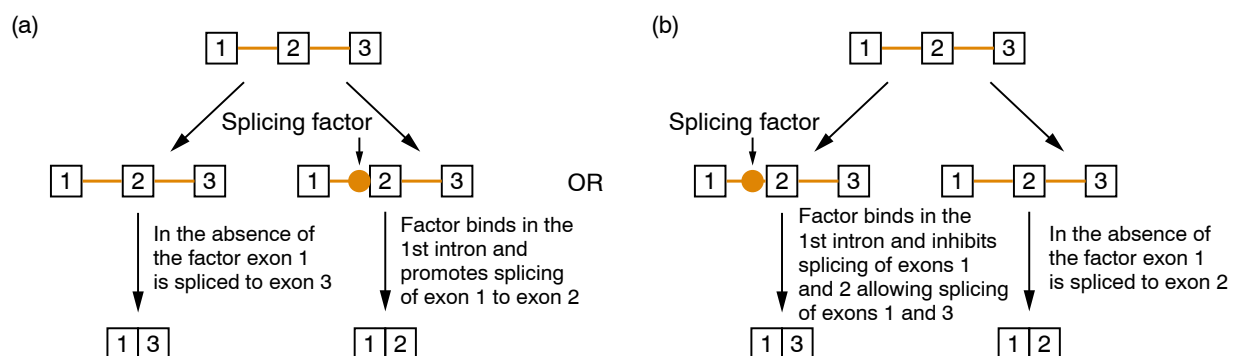 (a)
1 2 3
Splicing factor
1 2 3
1 2 3
In the absence of
the factor exon 1
is spliced to exon 3
Factor binds in the
1st intron and
promotes splicing
of exon 1 to exon 2
1 3
1 2
OR
(b)
1 2 3
Splicing factor
1 2 3
1 2 3
Factor binds in the
1st intron and inhibits
splicing of exons 1
and 2 allowing splicing
of exons 1 and 3
In the absence of
the factor exon 1
is spliced to exon 2
1 3
1 2